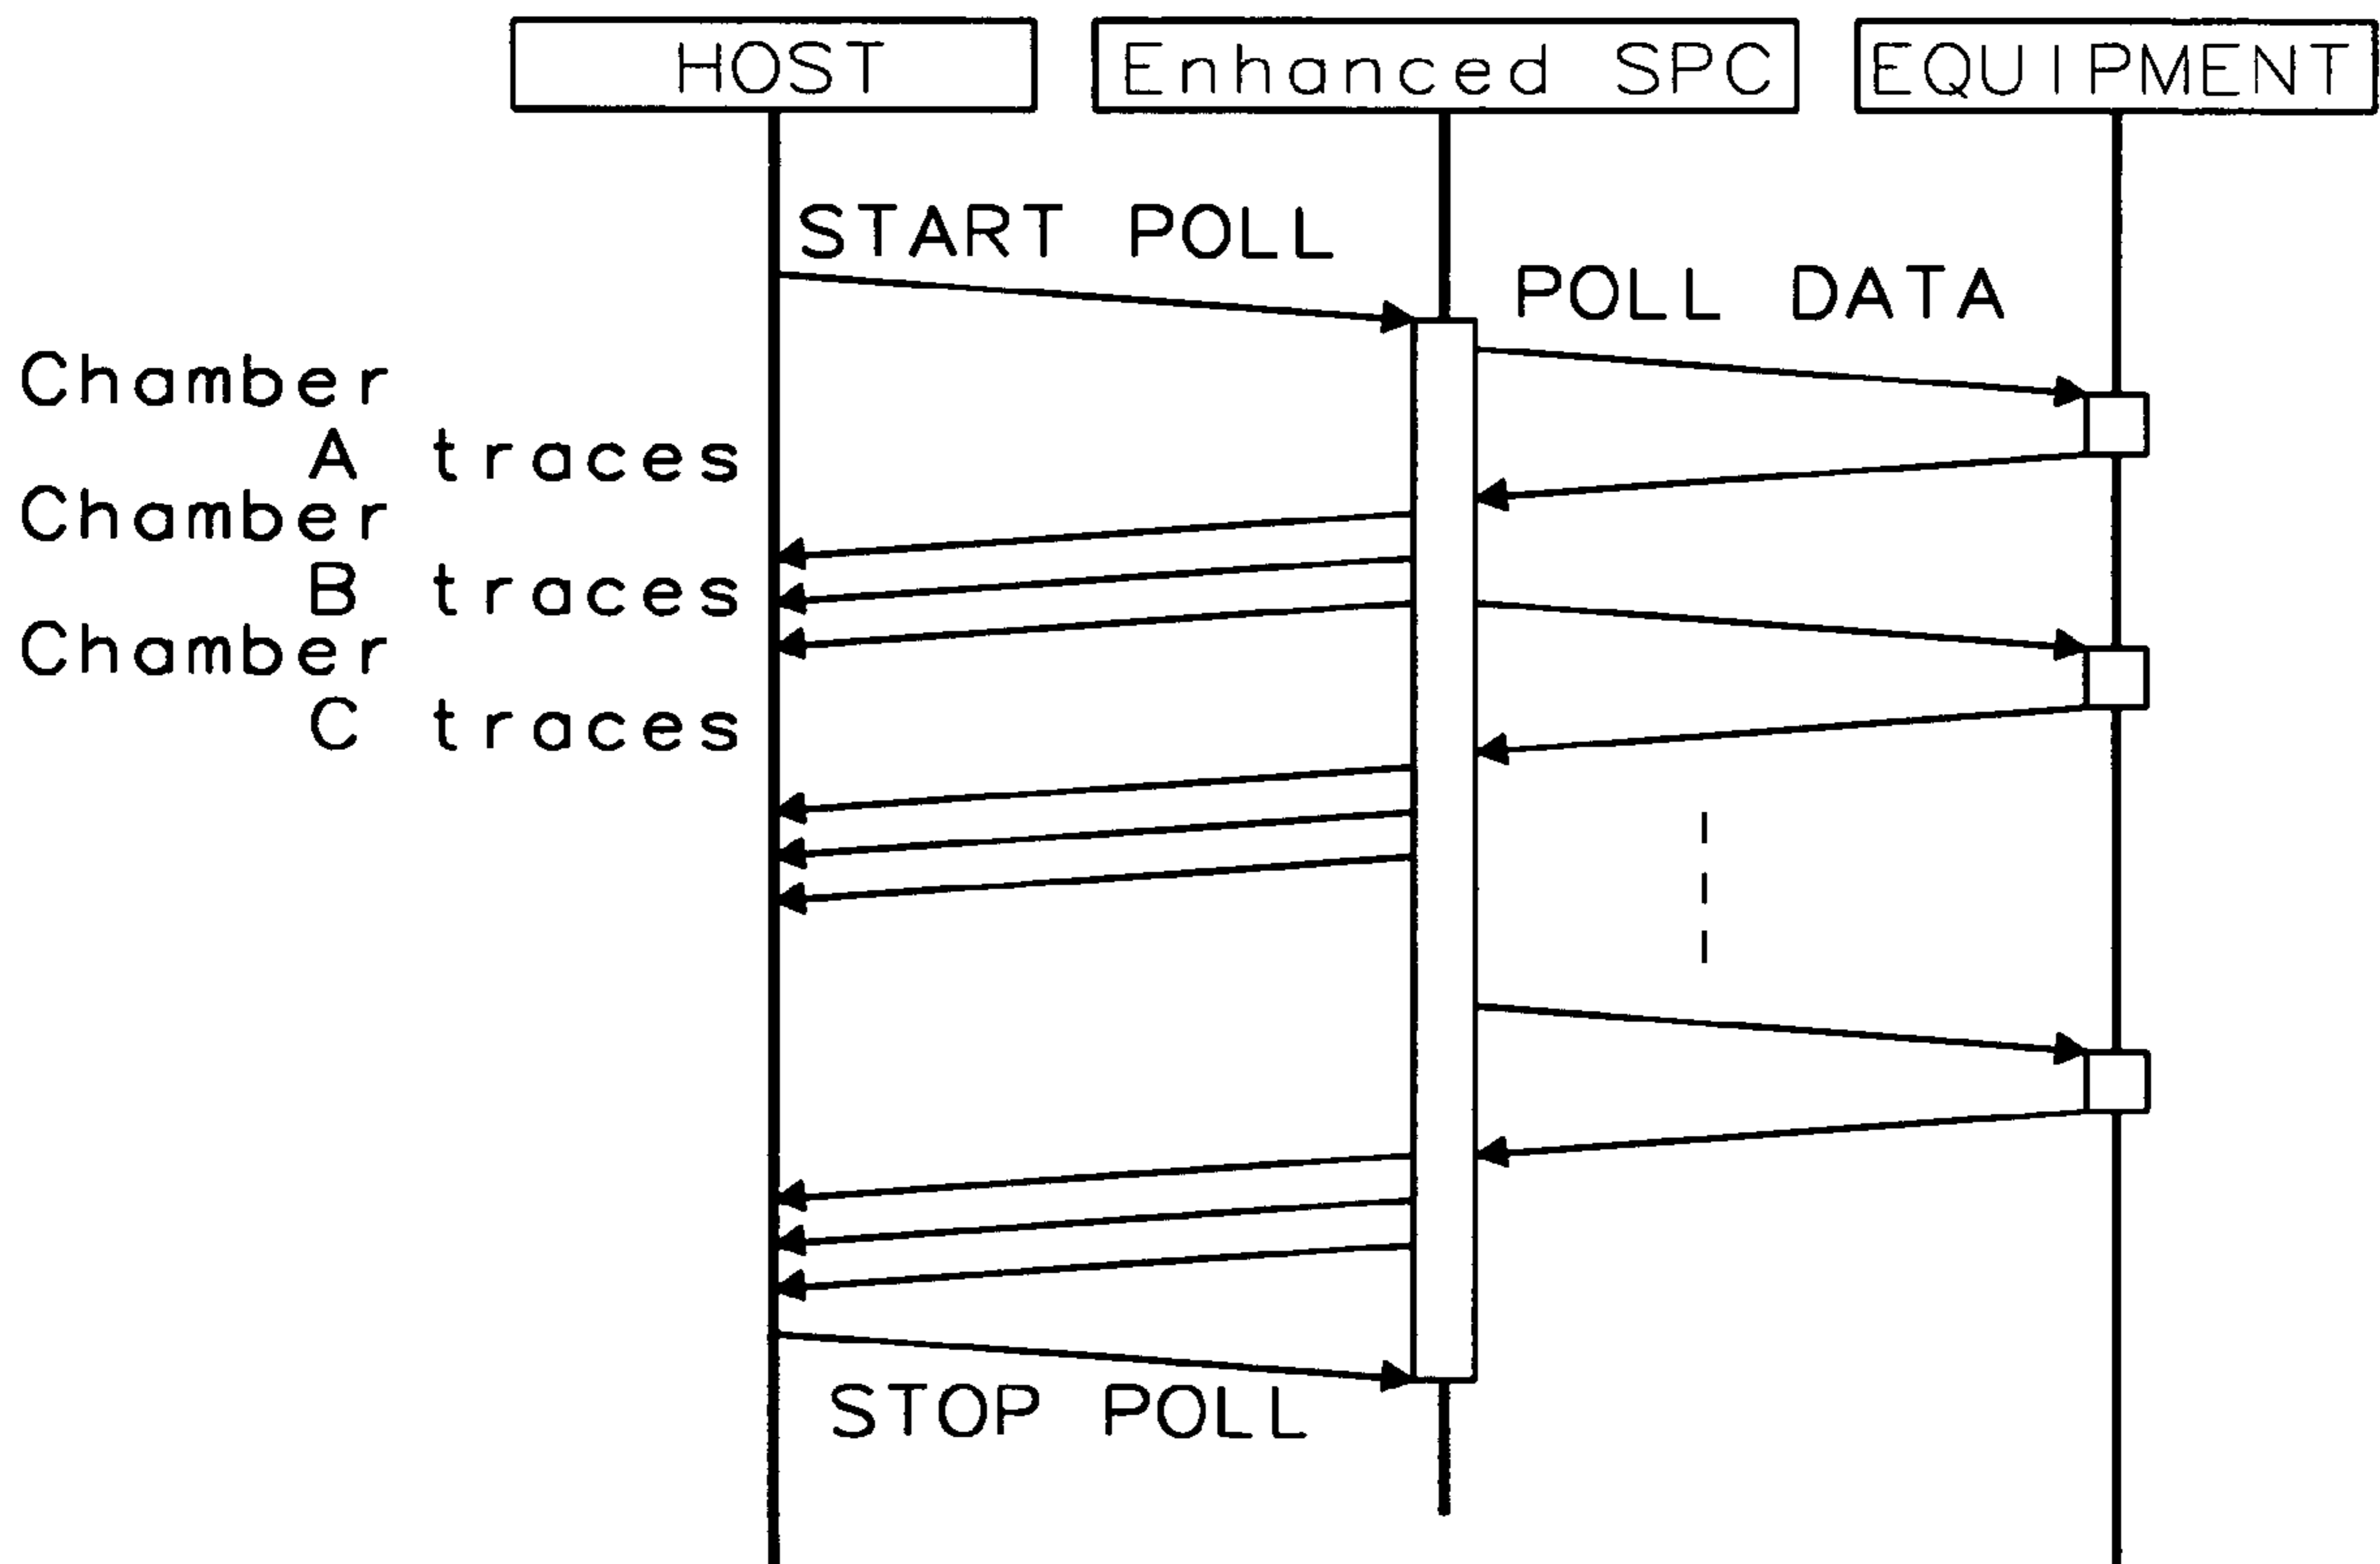 HOST
Enhanced SPC
EQUIPMENT
START POLL
POLL DATA
Chamber
A traces
Chamber
B traces
Chamber
C traces
STOP POLL